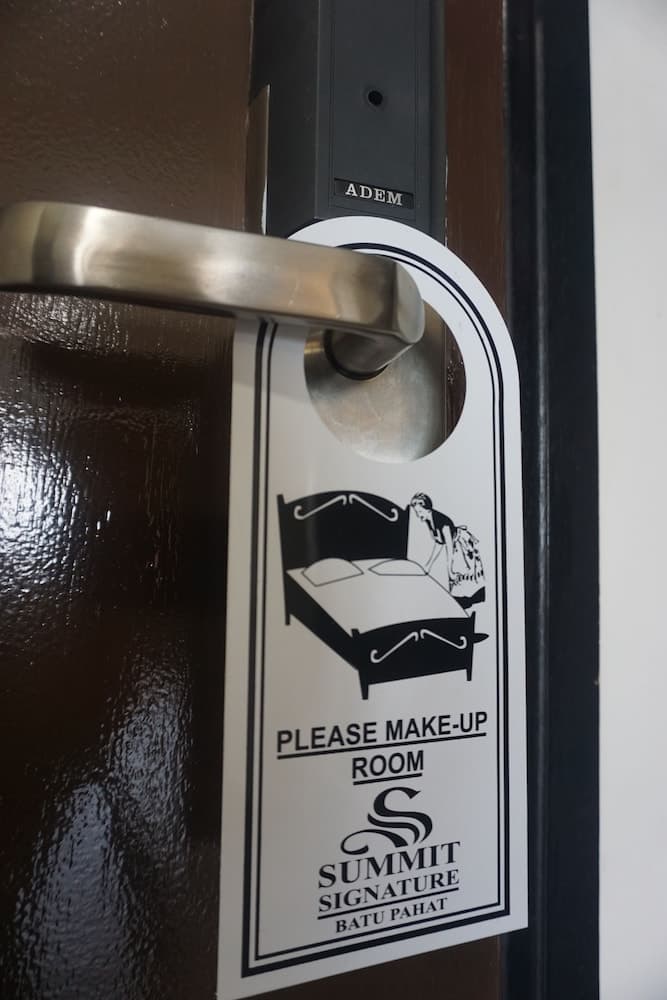 ADEM
PLEASE MAKE-UP
ROOM
SUMMIT
SIGNATURE
BATU PAHAT